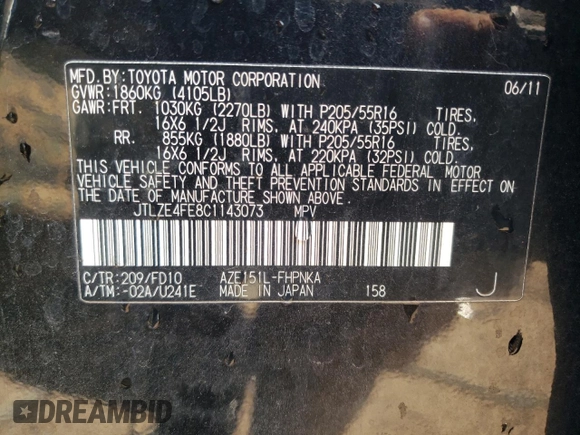 MFD.BY:TOYOTA MOTOR CORPORATION 06/11
GVWR:1860KG (4105LB)
GAWR:FRT. 1030KG (2270LB) WITH P205/55R16 TIRES,
16X6 1/2J RIMS, AT 240KPA (35PSI) COLD.
RR. 855KG (1880LB) WITH P205/55R16 TIRES,
16X6 1/2J RIMS, AT 220KPA (32PSI) COLD.
THIS VEHICLE CONFORMS TO ALL APPLICABLE FEDERAL MOTOR
VEHICLE SAFETY AND THEFT PREVENTION STANDARDS IN EFFECT ON
THE DATE OF MANUFACTURE SHOWN ABOVE.
JTLZE4FE8C1143073 MPV
C/TR:209/FD10 AZE151L-FHPNKA
A/TM:-02A/U241E MADE IN JAPAN 158 J
DREAMBID